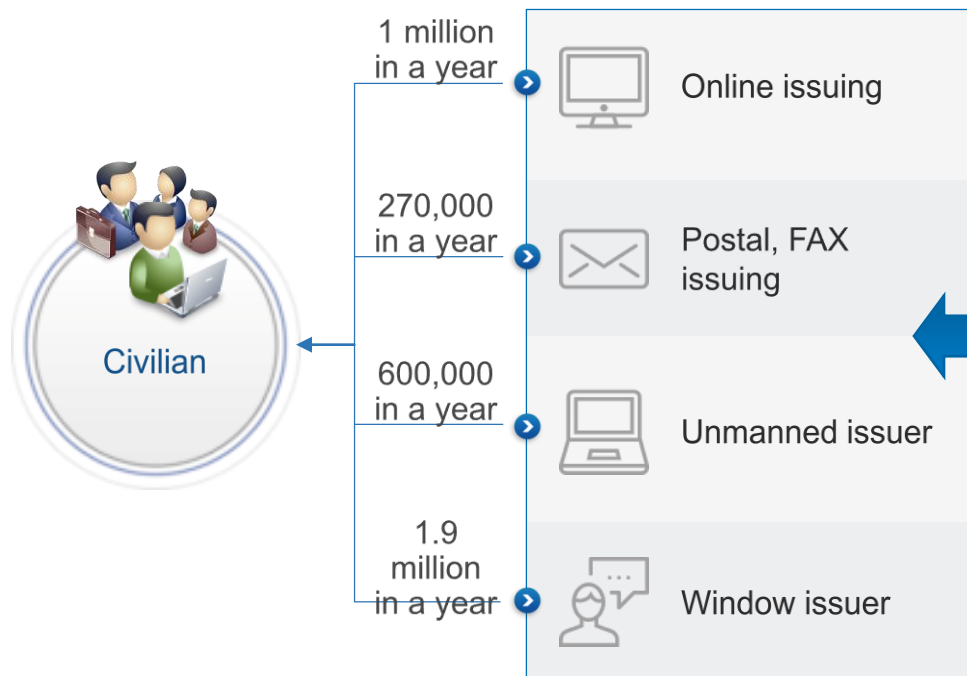 1 million
in a year
Online issuing
270,000
in a year
Postal, FAX
issuing
Civilian
600,000
in a year
Unmanned issuer
1.9
million
in a year
Window issuer